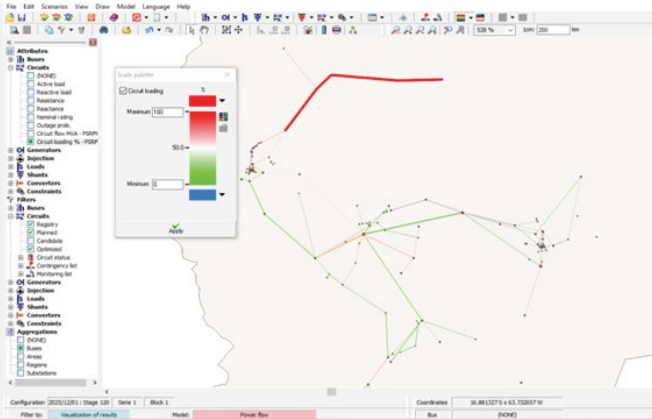 File Edit Scenarios View Draw Model Language Help
528 % 1cm: 200 km
Attributes
Buses
Circuits
(NONE)
Active load
Reactive load
Resistance
Reactance
Nominal rating
Outage prob.
Circuit flow MVA - PSRPF
Circuit loading % - PSRPF
Generators
Injection
Loads
Shunts
Converters
Constraints
Filters
Buses
Circuits
Registry
Planned
Candidate
Optimized
Circuit status
Contingency list
Monitoring list
Generators
Injection
Loads
Shunts
Converters
Constraints
Aggregations
(NONE)
Buses
Areas
Regions
Substations
Scale palette
Circuit loading %
Maximum 100
50.0
Minimum 0
Apply
Configuration 2025/12/01 : Stage 120 Serie 1 Block 1 Coordinates 16.881327 S x 63.732057 W
Filter to: Visualization of results Model: Power flow Bus (NONE)